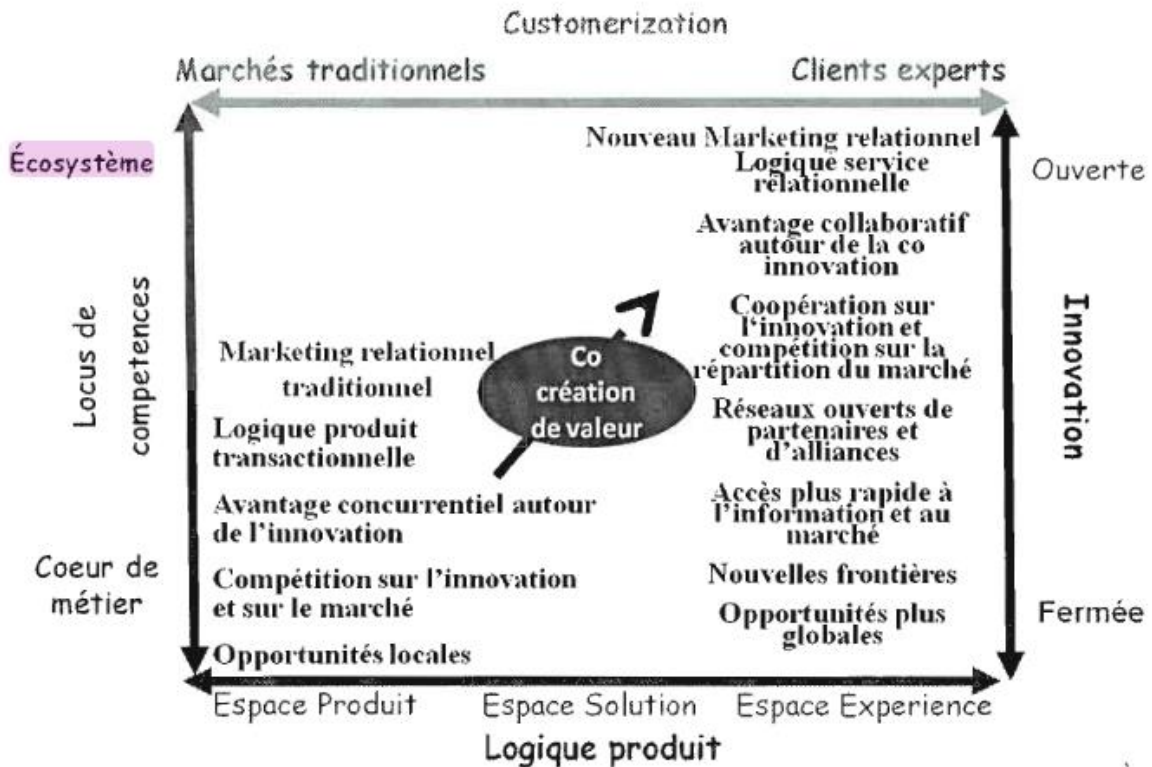 Customerization
Marchés traditionnels
Clients experts
Écosystème
Locus de
competences
Coeur de
métier
Marketing relationnel
traditionnel
Logique produit
transactionnelle
Avantage concurrentiel autour
de l'innovation
Compétition sur l'innovation
et sur le marché
Opportunités locales
Co
création
de valeur
Nouveau Marketing relationnel
Logique service
relationnelle
Avantage collaboratif
autour de la co
innovation
Coopération sur
l'innovation et
compétition sur la
répartition du marché
Réseaux ouverts de
partenaires et
d'alliances
Accès plus rapide à
l'information et au
marché
Nouvelles frontières
Opportunités plus
globales
Ouverte
Innovation
Fermée
Espace Produit
Espace Solution
Espace Experience
Logique produit